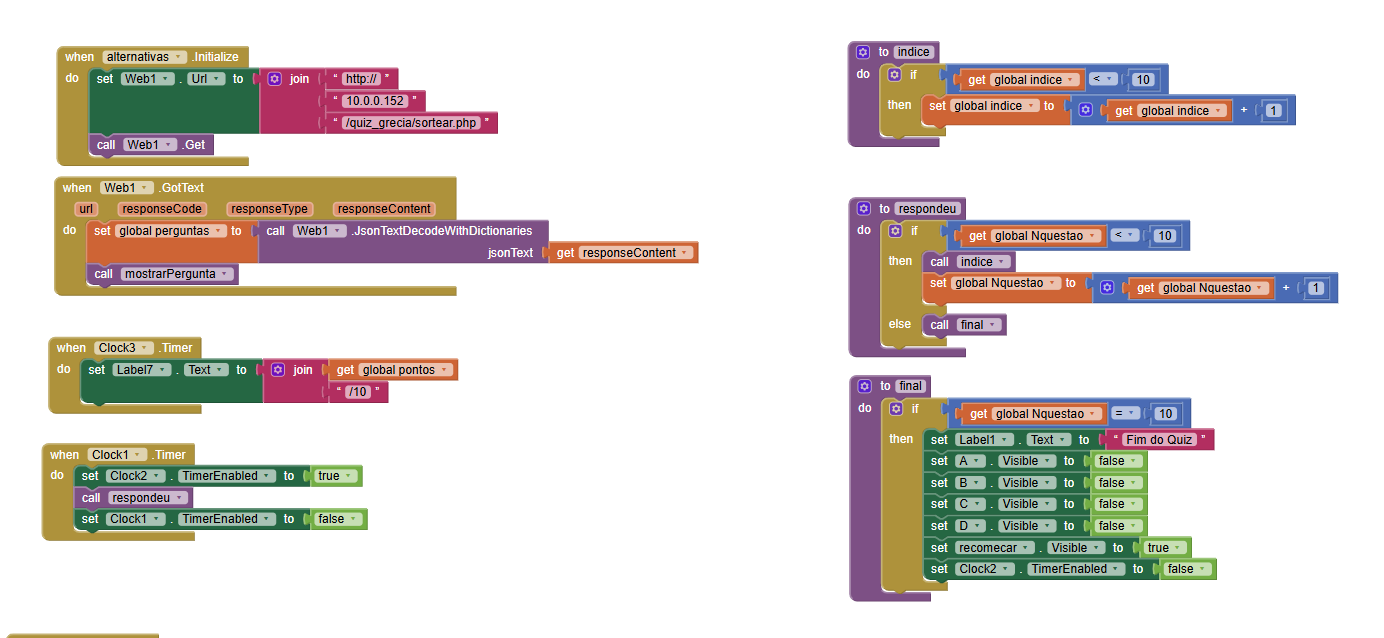 when alternativas .Initialize
do set Web1 . Url to join " http:// "
" 10.0.0.152 "
" /quiz_grecia/sortear.php "
call Web1 .Get
when Web1 .GotText
url responseCode responseType responseContent
do set global perguntas to call Web1 .JsonTextDecodeWithDictionaries
jsonText get responseContent
call mostrarPergunta
when Clock3 .Timer
do set Label7 . Text to join get global pontos
" /10 "
when Clock1 .Timer
do set Clock2 . TimerEnabled to true
call respondeu
set Clock1 . TimerEnabled to false
to indice
do if get global indice < 10
then set global indice to get global indice + 1
to respondeu
do if get global Nquestao < 10
then call indice
set global Nquestao to get global Nquestao + 1
else call final
to final
do if get global Nquestao = 10
then set Label1 . Text to " Fim do Quiz "
set A . Visible to false
set B . Visible to false
set C . Visible to false
set D . Visible to false
set recomecar . Visible to true
set Clock2 . TimerEnabled to false